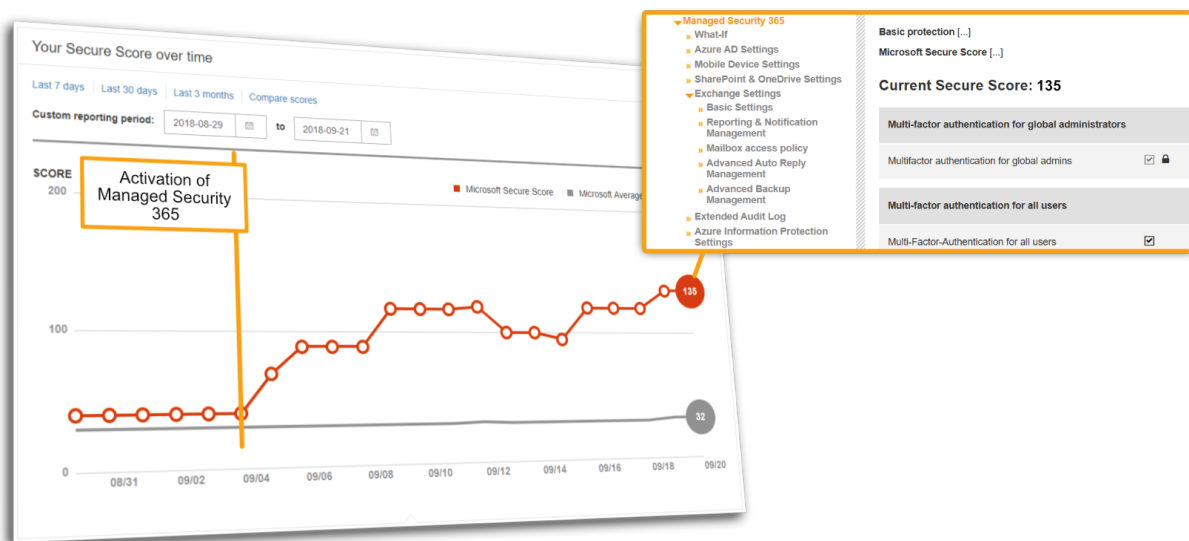 Your Secure Score over time
Last 7 days Last 30 days Last 3 months Compare scores
Custom reporting period: 2018-08-29 to 2018-09-21
SCORE
Activation of
Managed Security
365
200
Microsoft Secure Score Microsoft Average
100
135
32
0
08/31 09/02 09/04 09/06 09/08 09/10 09/12 09/14 09/16 09/18 09/20
Managed Security 365
What-If
Azure AD Settings
Mobile Device Settings
SharePoint & OneDrive Settings
Exchange Settings
Basic Settings
Reporting & Notification
Management
Mailbox access policy
Advanced Auto Reply
Management
Advanced Backup
Management
Extended Audit Log
Azure Information Protection
Settings
Basic protection [...]
Microsoft Secure Score [...]
Current Secure Score: 135
Multi-factor authentication for global administrators
Multifactor authentication for global admins
Multi-factor authentication for all users
Multi-Factor-Authentication for all users